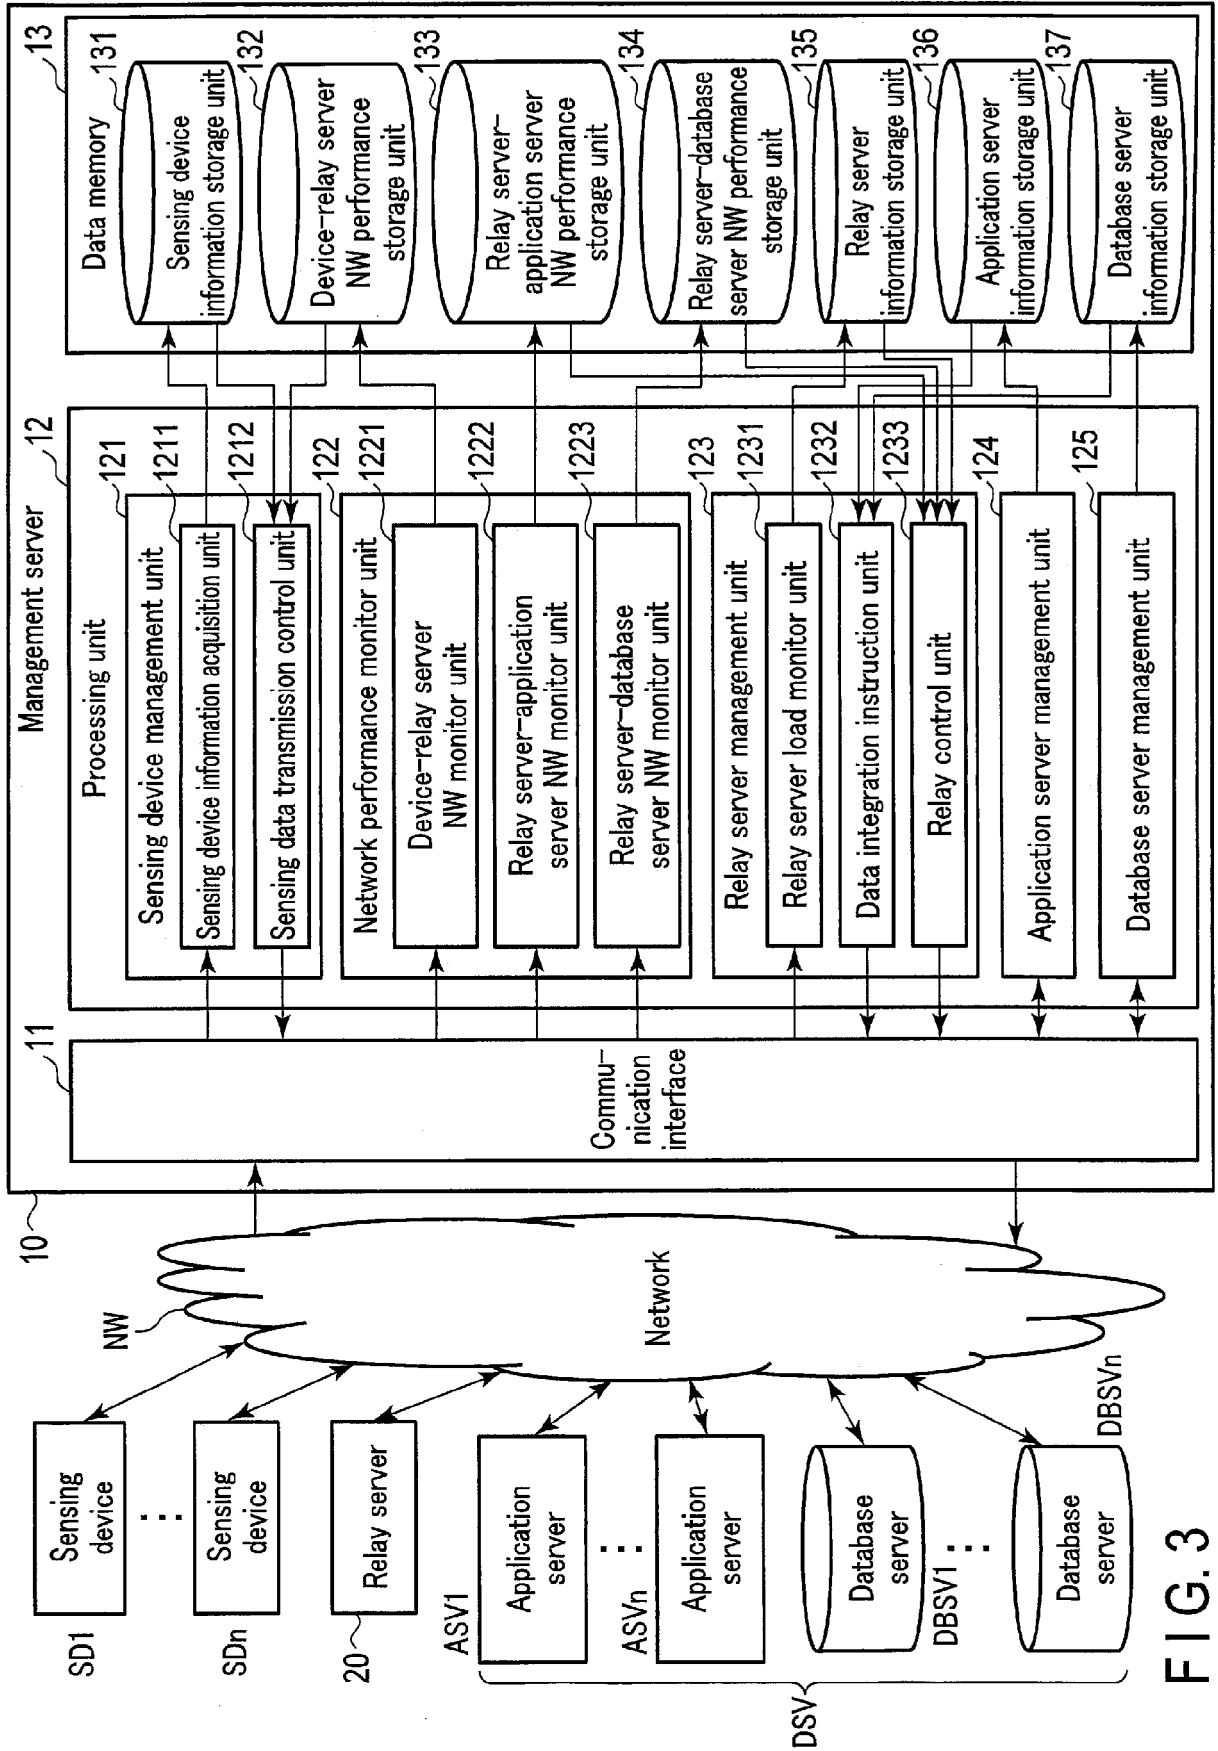 Management server
10
11
Communication
interface
12
Processing unit
121
Sensing device management unit
1211
Sensing device information acquisition unit
1212
Sensing data transmission control unit
122
Network performance monitor unit
1221
Device-relay server
NW monitor unit
1222
Relay server-application
server NW monitor unit
1223
Relay server-database
server NW monitor unit
123
Relay server management unit
1231
Relay server load monitor unit
1232
Data integration instruction unit
1233
Relay control unit
124
Application server management unit
125
Database server management unit
13
Data memory
131
Sensing device
information storage unit
132
Device-relay server
NW performance
storage unit
133
Relay server-
application server
NW performance
storage unit
134
Relay server-database
server NW performance
storage unit
135
Relay server
information storage unit
136
Application server
information storage unit
137
Database server
information storage unit
NW
Network
SD1
Sensing
device
SDn
Sensing
device
20
Relay server
ASV1
Application
server
ASVn
Application
server
DBSV1
Database
server
DBSVn
Database
server
DSV
FIG. 3